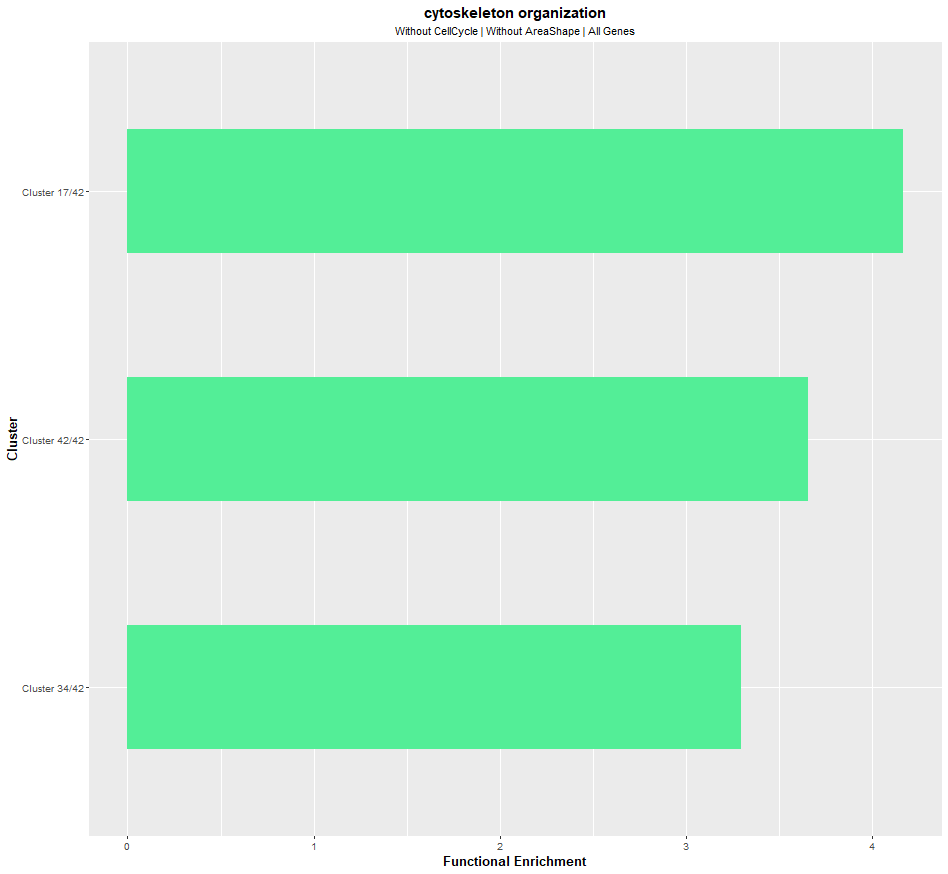 cytoskeleton organization
Without CellCycle | Without AreaShape | All Genes
Cluster
Cluster 17/42
Cluster 42/42
Cluster 34/42
0 1 2 3 4
Functional Enrichment